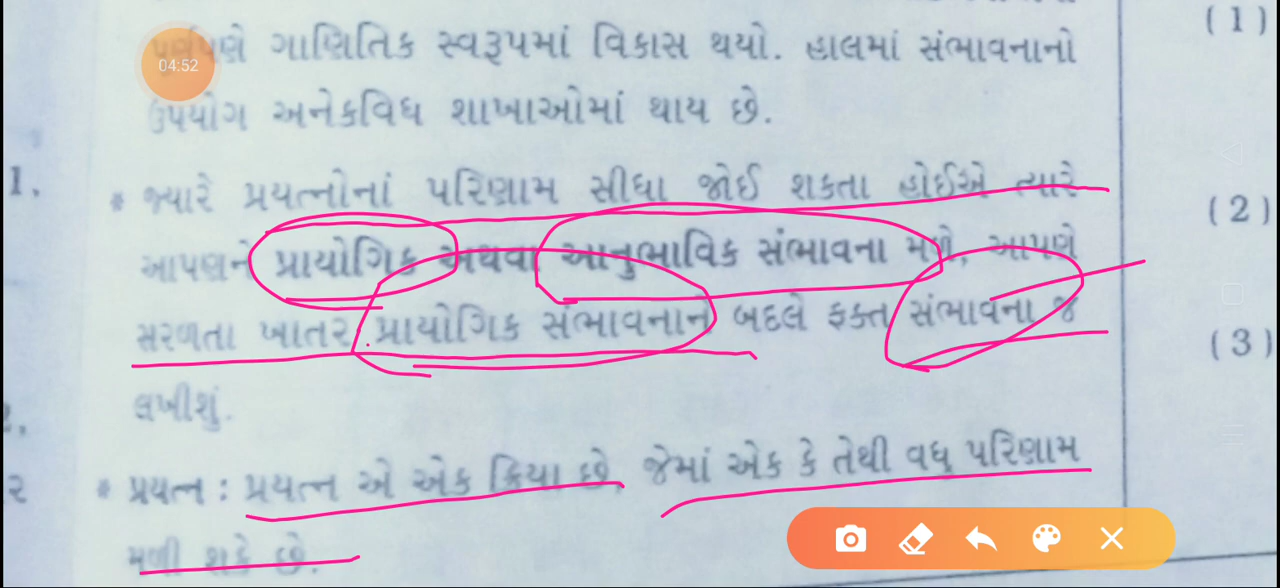 પૂર્ણપણે ગાણિતિક સ્વરૂપમાં વિકાસ થયો. હાલમાં સંભાવનાનો
ઉપયોગ અનેકવિધ શાખાઓમાં થાય છે.
* જ્યારે પ્રયત્નોનાં પરિણામ સીધા જોઈ શકતા હોઈએ ત્યારે
આપણને પ્રાયોગિક અથવા આનુભાવિક સંભાવના મળે, આપણે
સરળતા ખાતર પ્રાયોગિક સંભાવનાને બદલે ફક્ત સંભાવના જ
લખીશું.
* પ્રયત્ન : પ્રયત્ન એ એક ક્રિયા છે, જેમાં એક કે તેથી વધુ પરિણામ
મળી શકે છે.
1.
૨
(1)
(2)
(3)
04:52